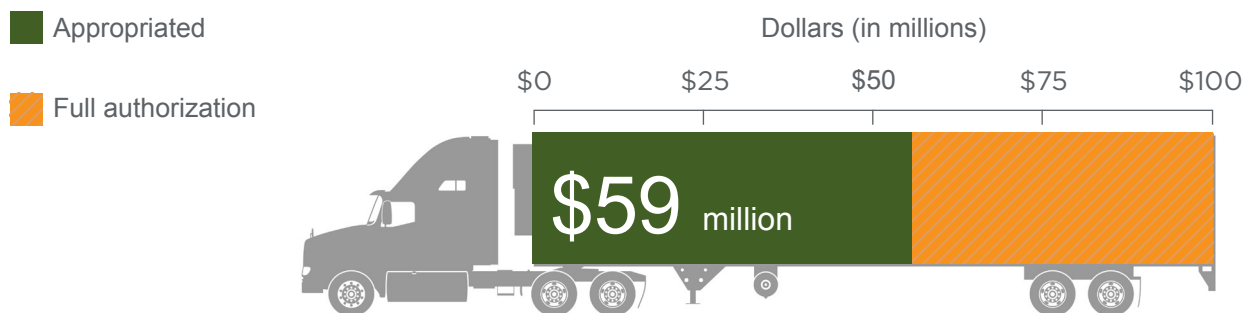 Appropriated
Full authorization
Dollars (in millions)
$0 $25 $50 $75 $100
$59 million